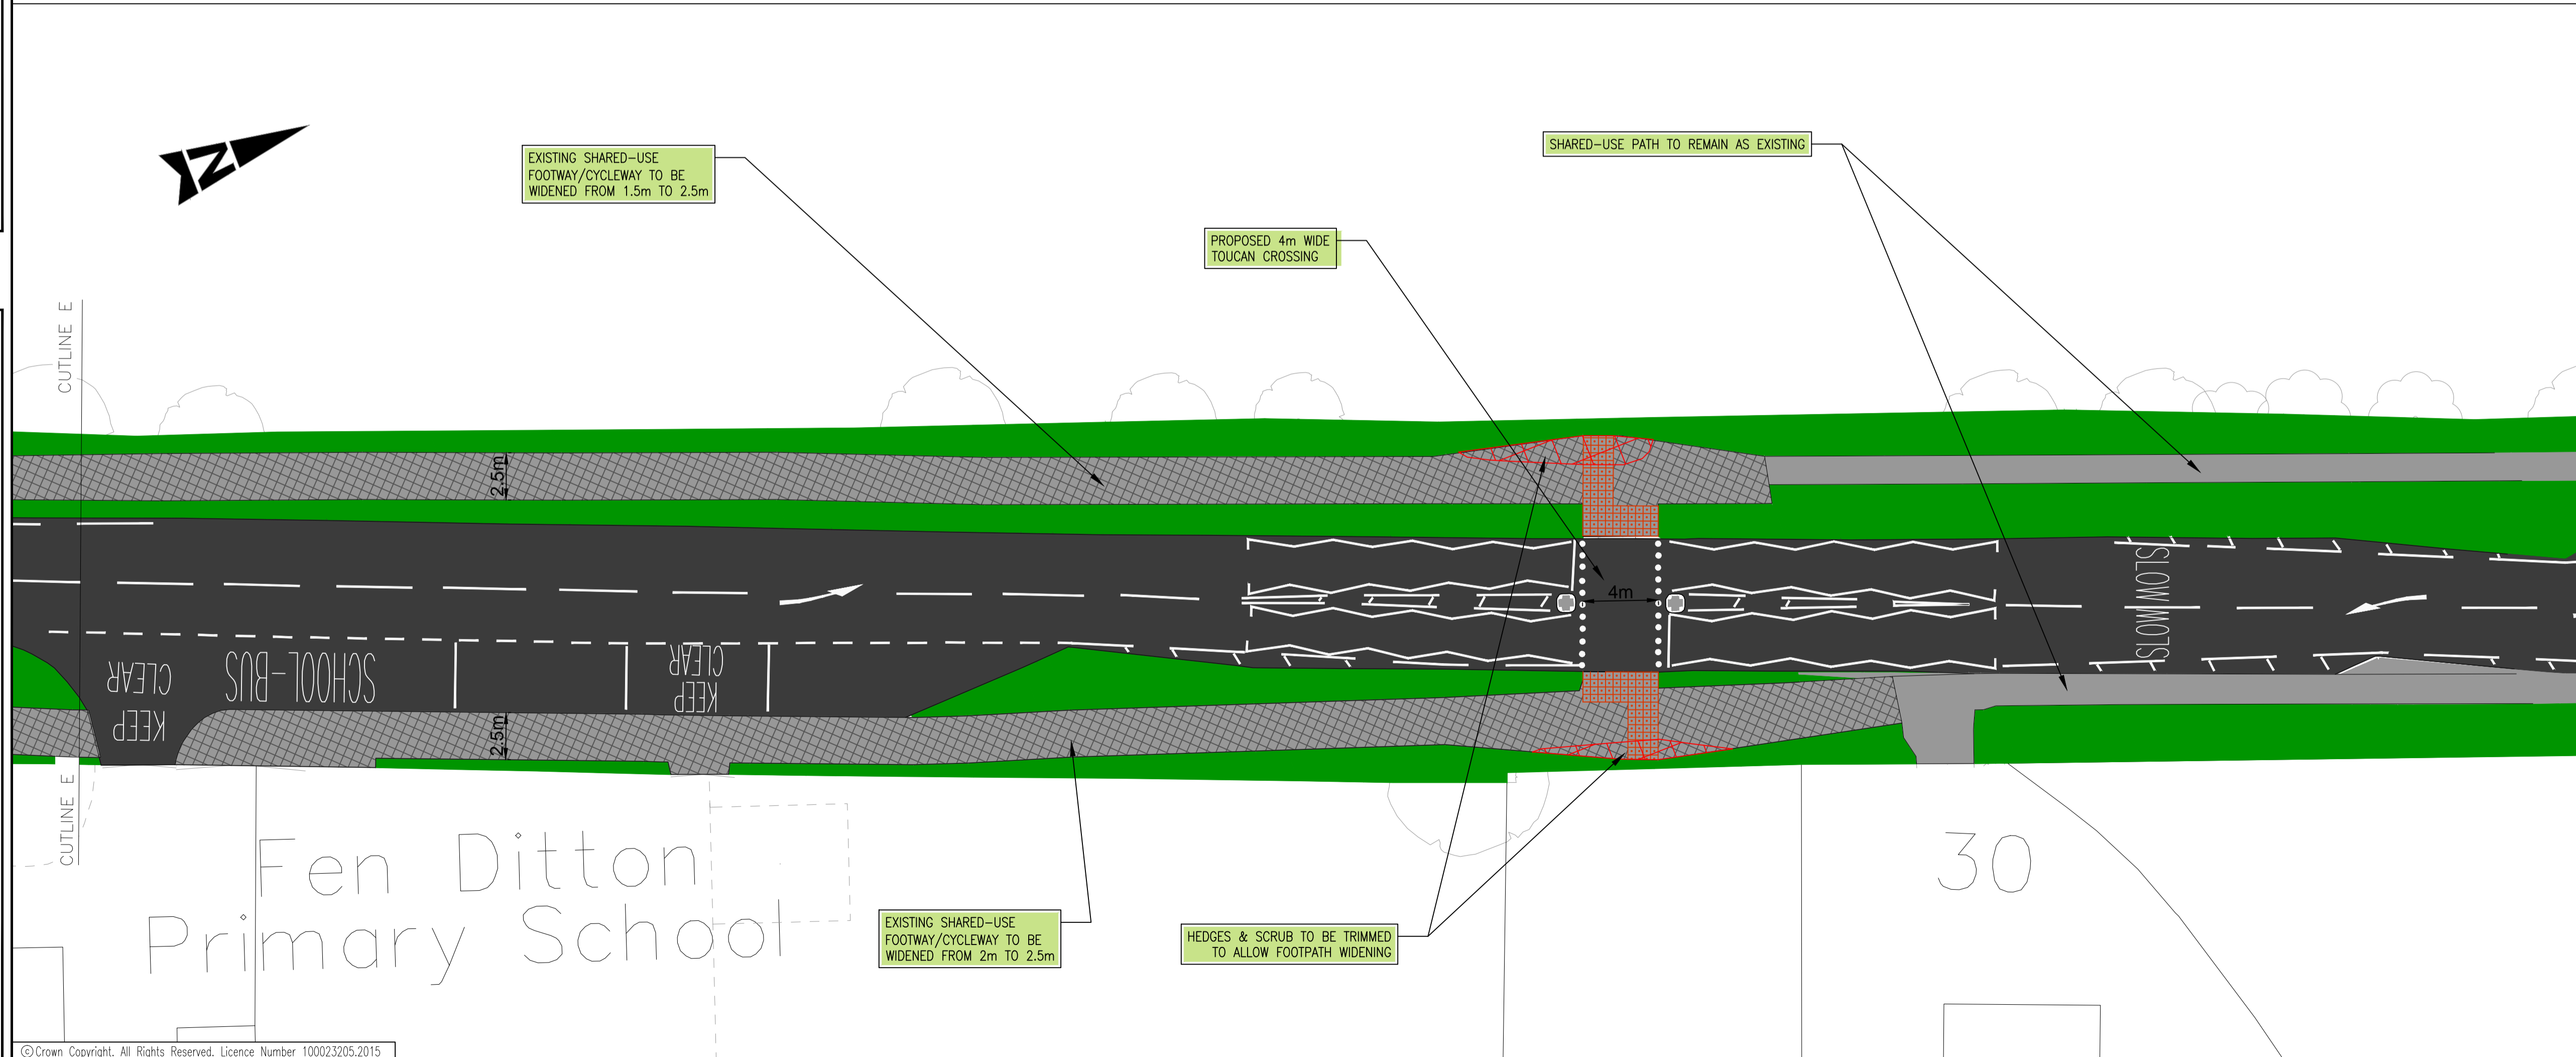 N
EXISTING SHARED-USE
FOOTWAY/CYCLEWAY TO BE
WIDENED FROM 1.5m TO 2.5m
SHARED-USE PATH TO REMAIN AS EXISTING
PROPOSED 4m WIDE
TOUCAN CROSSING
CUTLINE E
2.5m
4m
SLOW
SLOW
KEEP
CLEAR
SCHOOL-BUS
KEEP
CLEAR
2.5m
CUTLINE E
Fen Ditton
Primary School
30
EXISTING SHARED-USE
FOOTWAY/CYCLEWAY TO BE
WIDENED FROM 2m TO 2.5m
HEDGES & SCRUB TO BE TRIMMED
TO ALLOW FOOTPATH WIDENING
©Crown Copyright. All Rights Reserved. Licence Number 100023205.2015